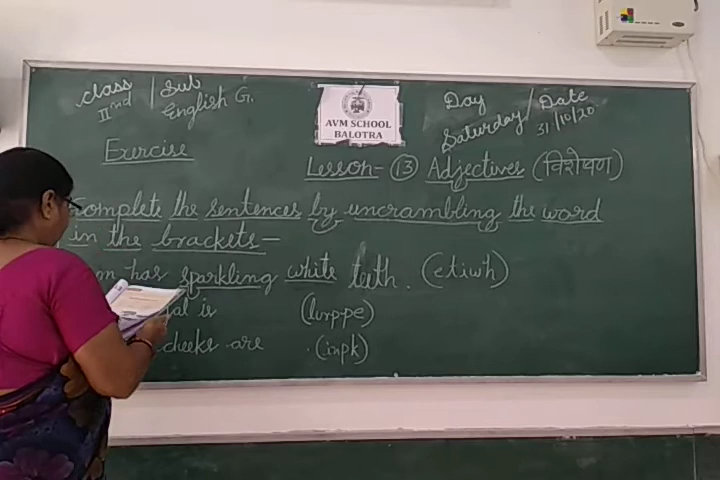 Class / Sub
IInd English G.
AVM SCHOOL
BALOTRA
Day / Date
Saturday 31/10/20
Exercise
Lesson - 13 Adjectives (विशेषण)
Complete the sentences by uncrambling the word
in the brackets -
has sparkling white teeth. (etiwh)
is (lurppe)
cheeks are . (inpk)